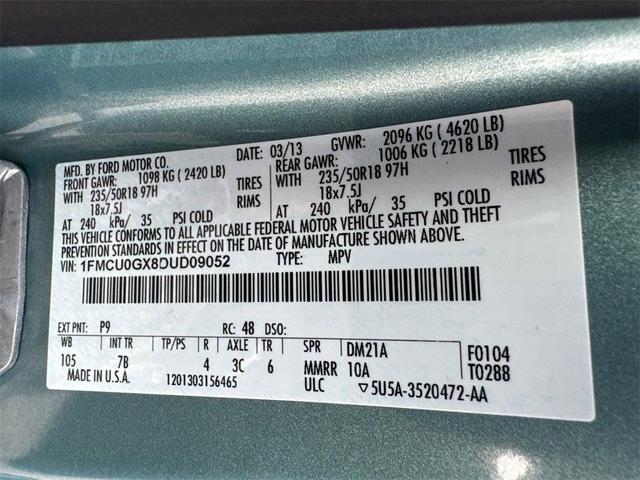 MFD. BY FORD MOTOR CO.
DATE: 03/13 GVWR: 2096 KG ( 4620 LB)
FRONT GAWR: 1098 KG ( 2420 LB) REAR GAWR: 1006 KG ( 2218 LB)
WITH 235/50R18 97H TIRES WITH 235/50R18 97H TIRES
18x7.5J RIMS 18x7.5J RIMS
AT 240 kPa/ 35 PSI COLD AT 240 kPa/ 35 PSI COLD
THIS VEHICLE CONFORMS TO ALL APPLICABLE FEDERAL MOTOR VEHICLE SAFETY AND THEFT
PREVENTION STANDARDS IN EFFECT ON THE DATE OF MANUFACTURE SHOWN ABOVE.
VIN: 1FMCU0GX8DUD09052 TYPE: MPV
EXT PNT: P9 RC: 48 DSO:
WB INT TR TP/PS R AXLE TR SPR DM21A F0104
105 7B 4 3C 6 MMRR 10A T0288
MADE IN U.S.A. 1201303156465 ULC ▽5U5A-3520472-AA